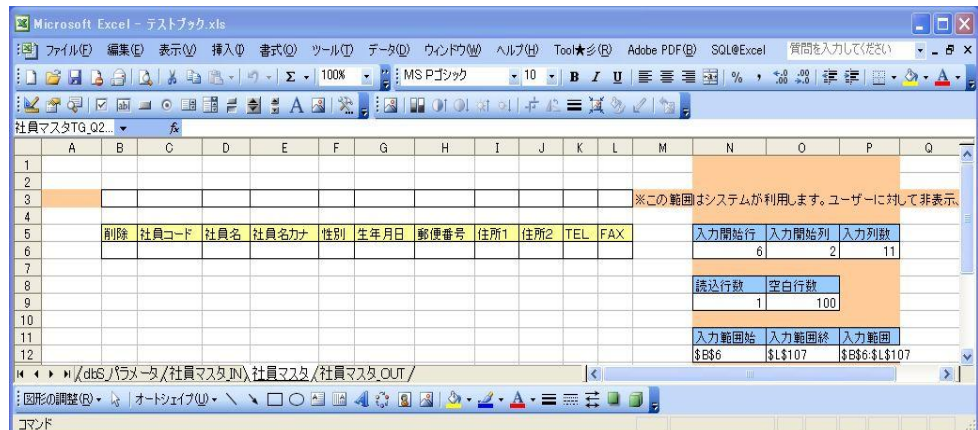 Microsoft Excel - テストブック.xls
ファイル(F) 編集(E) 表示(V) 挿入(I) 書式(O) ツール(T) データ(D) ウィンドウ(W) ヘルプ(H) Tool★彡(R) Adobe PDF(B) SQL@Excel 質問を入力してください
100% MS Pゴシック 10 B I U
社員マスタTG_Q2... fx
A B C D E F G H I J K L M N O P Q
1
2
3 ※この範囲はシステムが利用します。ユーザーに対して非表示、
4
5 削除 社員コード 社員名 社員名カナ 性別 生年月日 郵便番号 住所1 住所2 TEL FAX 入力開始行 入力開始列 入力列数
6 6 2 11
7
8 読込行数 空白行数
9 1 100
10
11 入力範囲始 入力範囲終 入力範囲
12 $B$6 $L$107 $B$6:$L$107
dbS_パラメータ/社員マスタ_IN\社員マスタ/社員マスタ_OUT/
図形の調整(R) オートシェイプ(U)
コマンド